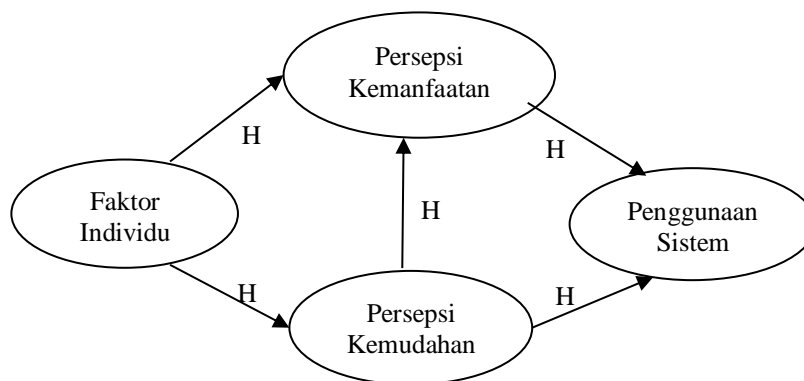 Persepsi
Kemanfaatan
H
H
Faktor
Individu
H
Penggunaan
Sistem
H
H
Persepsi
Kemudahan